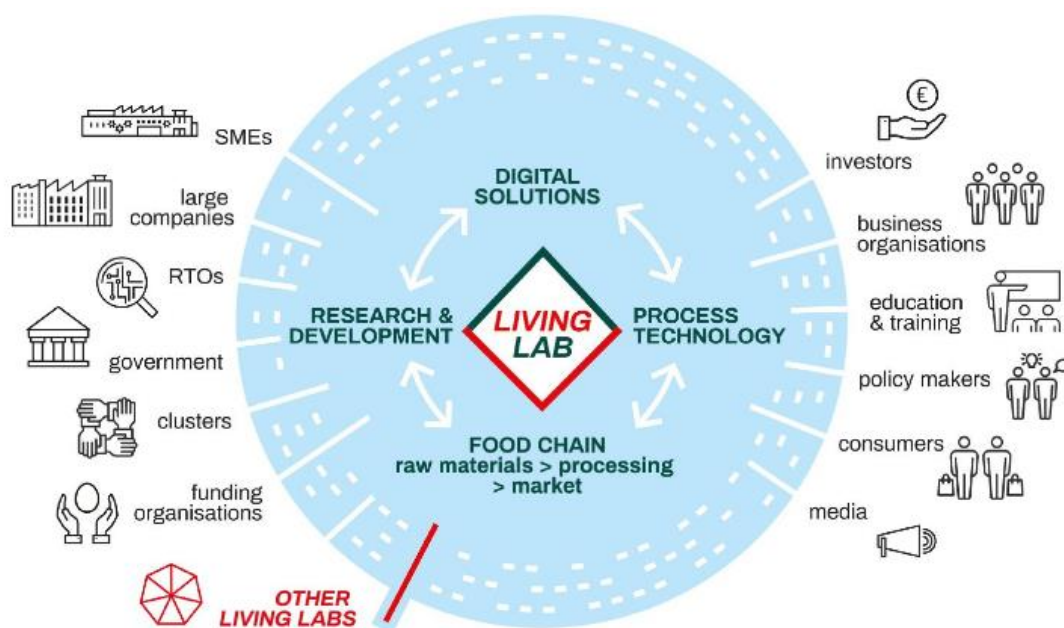 SMEs
large
companies
RTOs
government
clusters
funding
organisations
OTHER
LIVING LABS
DIGITAL
SOLUTIONS
RESEARCH &
DEVELOPMENT
LIVING
LAB
PROCESS
TECHNOLOGY
FOOD CHAIN
raw materials > processing
> market
€
investors
business
organisations
education
& training
policy makers
consumers
media